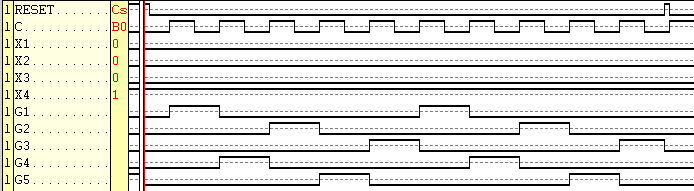 1 RESET..... Cs
1 C.......... B0
1 X1......... 0
1 X2......... 0
1 X3......... 0
1 X4......... 1
1 G1.........
1 G2.........
1 G3.........
1 G4.........
1 G5.........